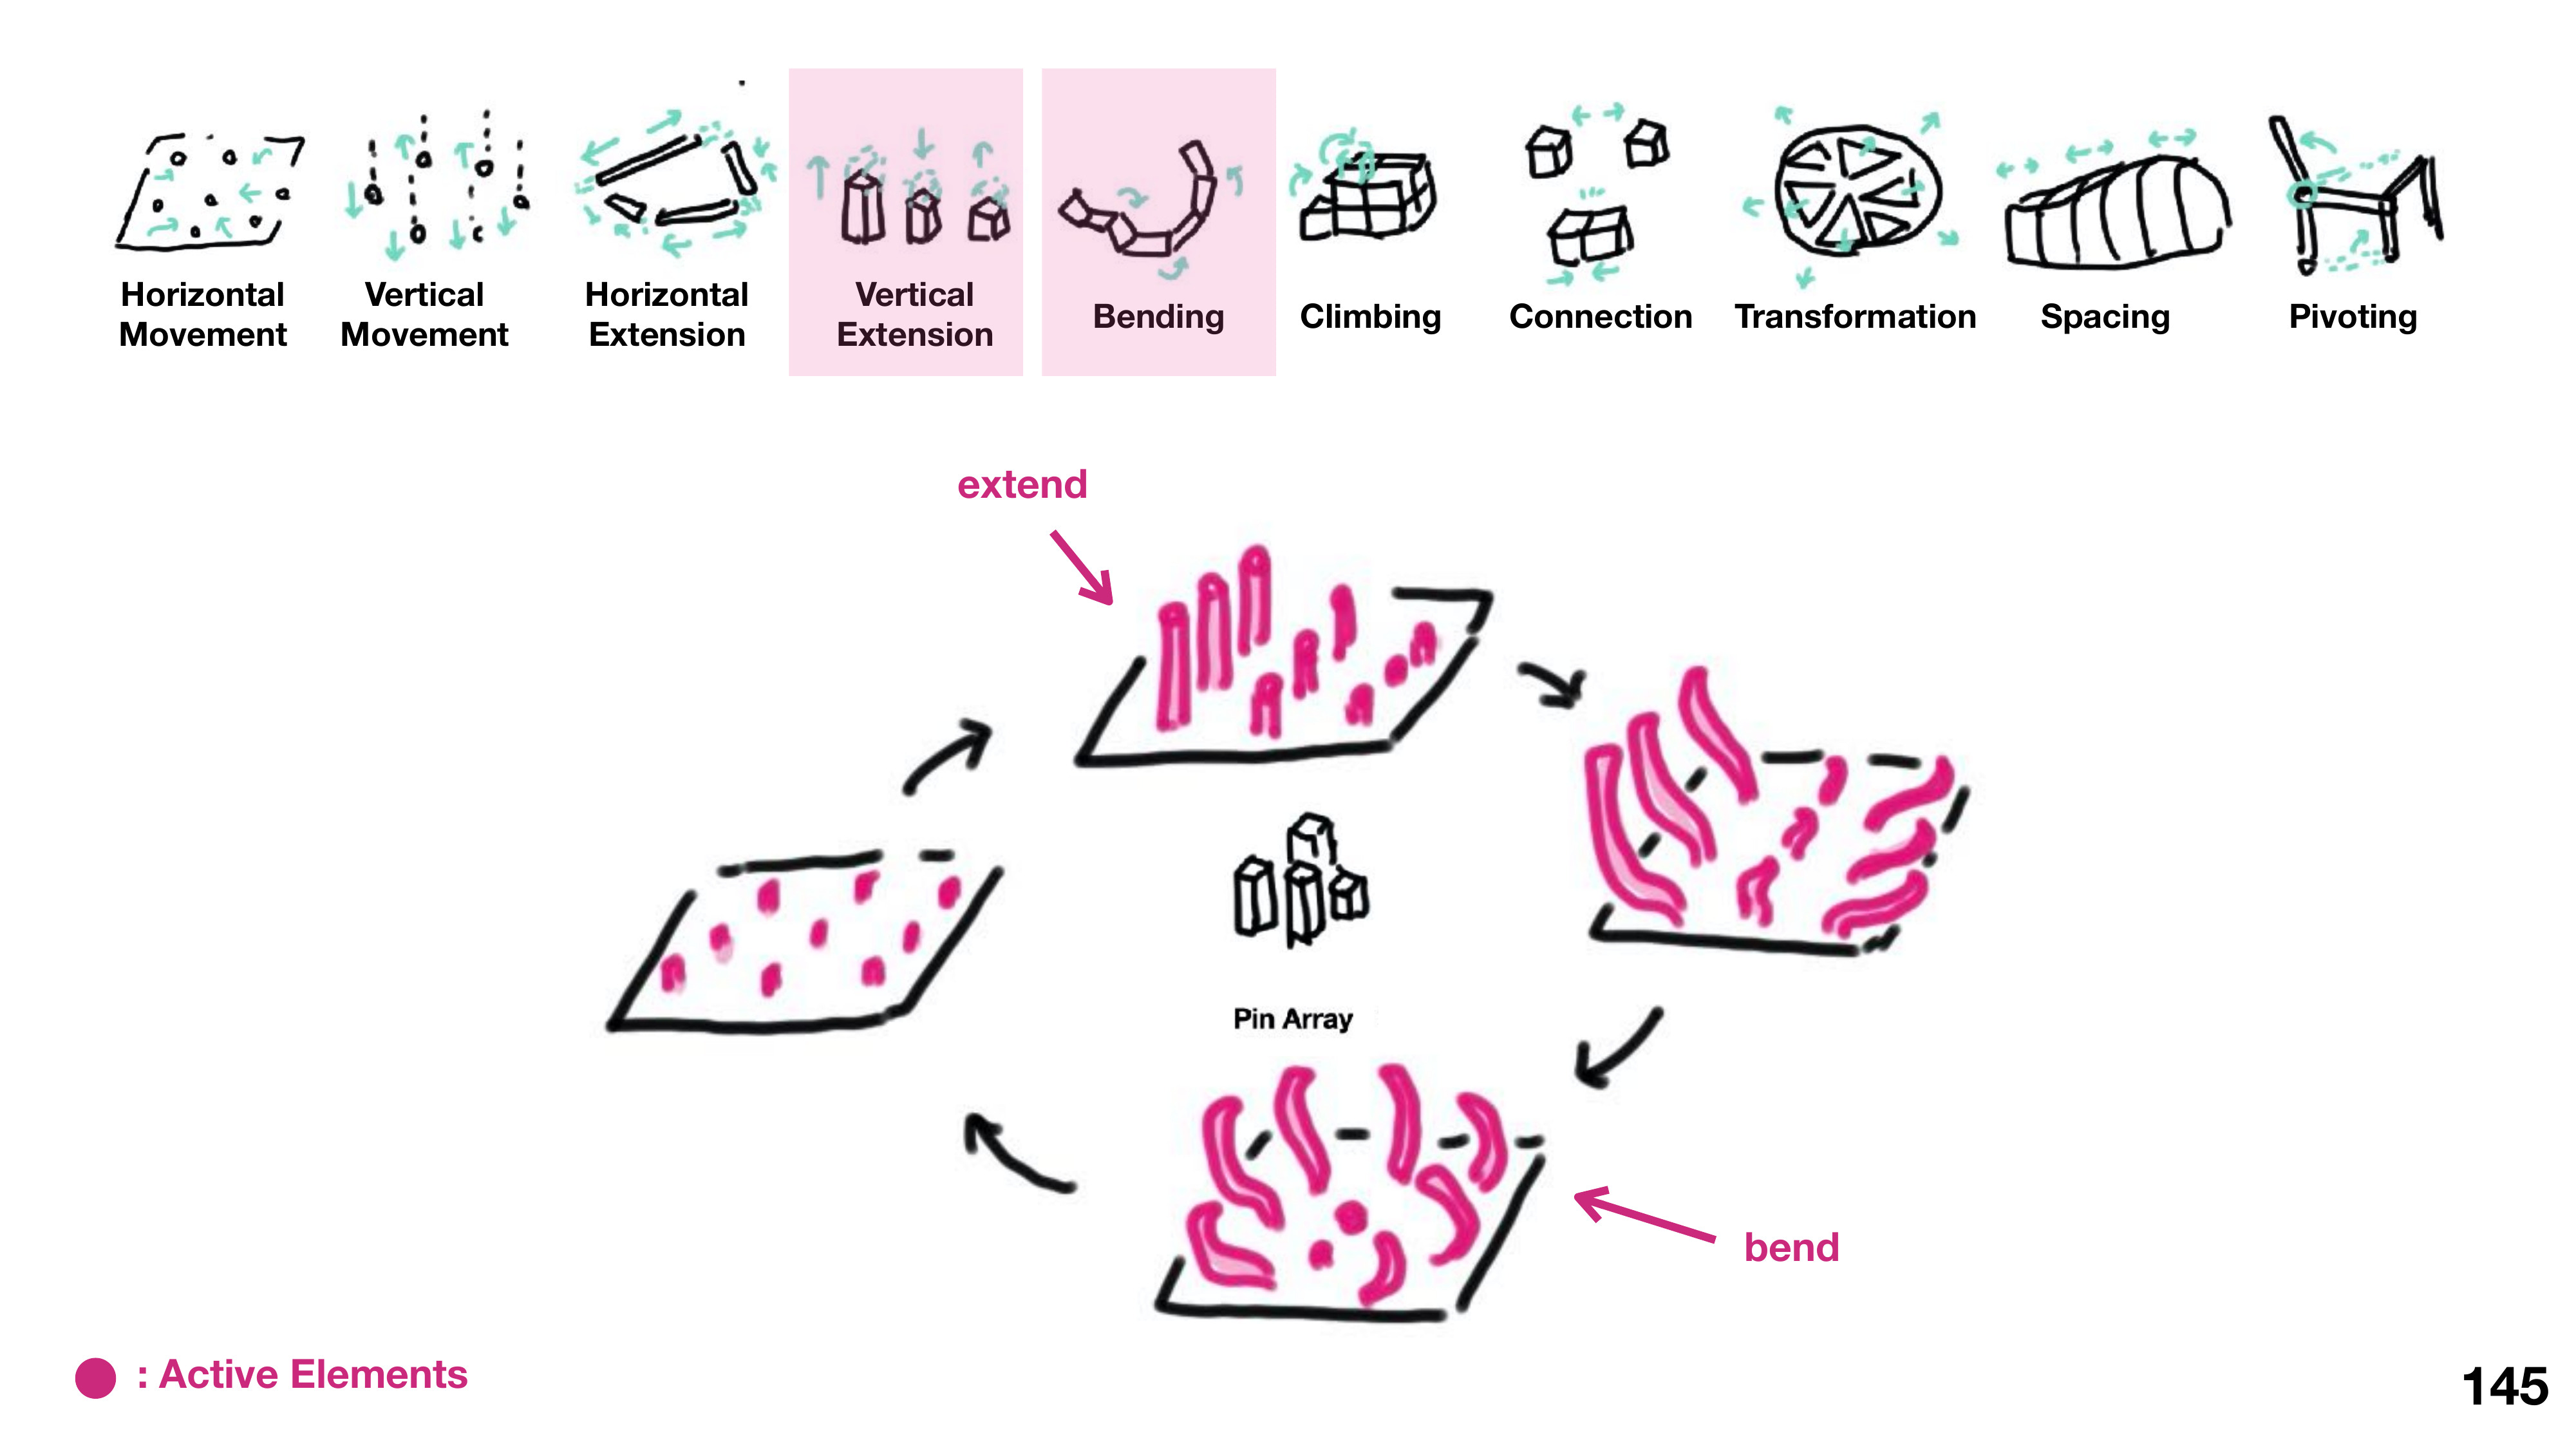 Horizontal
Movement
Vertical
Movement
Horizontal
Extension
Vertical
Extension
Bending
Climbing
Connection
Transformation
Spacing
Pivoting
extend
Pin Array
bend
: Active Elements
145